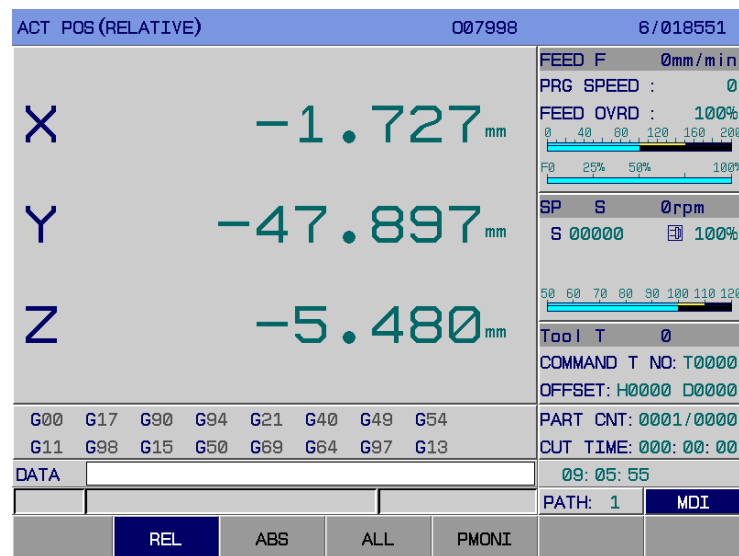 ACT POS(RELATIVE) O07998 6/018551
X -1.727mm
Y -47.897mm
Z -5.480mm
G00 G17 G90 G94 G21 G40 G49 G54
G11 G98 G15 G50 G69 G64 G97 G13
DATA
FEED F 0mm/min
PRG SPEED : 0
FEED OVRD : 100%
0 40 80 120 160 200
F0 25% 50% 100%
SP S 0rpm
S 00000 100%
50 60 70 80 90 100 110 120
Tool T 0
COMMAND T NO: T0000
OFFSET: H0000 D0000
PART CNT: 0001/0000
CUT TIME: 000:00:00
09:05:55
PATH: 1 MDI
REL ABS ALL PMONI